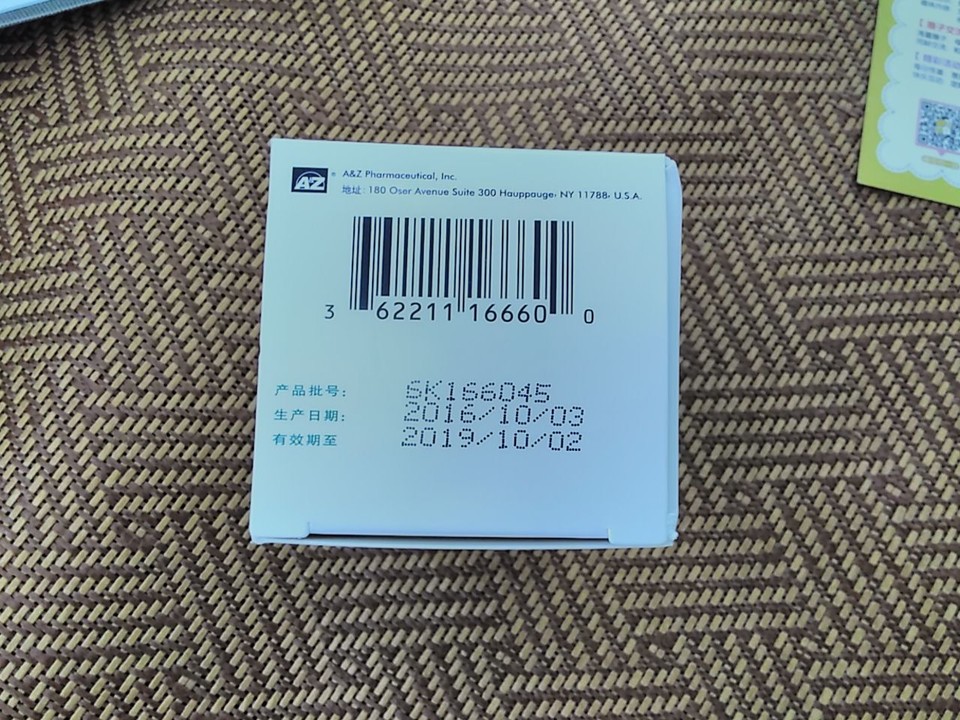 AZ® A&Z Pharmaceutical, Inc.
地址: 180 Oser Avenue Suite 300 Hauppauge, NY 11788, U.S.A.
3 62211 16660 0
产品批号: SK166045
生产日期: 2016/10/03
有效期至 2019/10/02